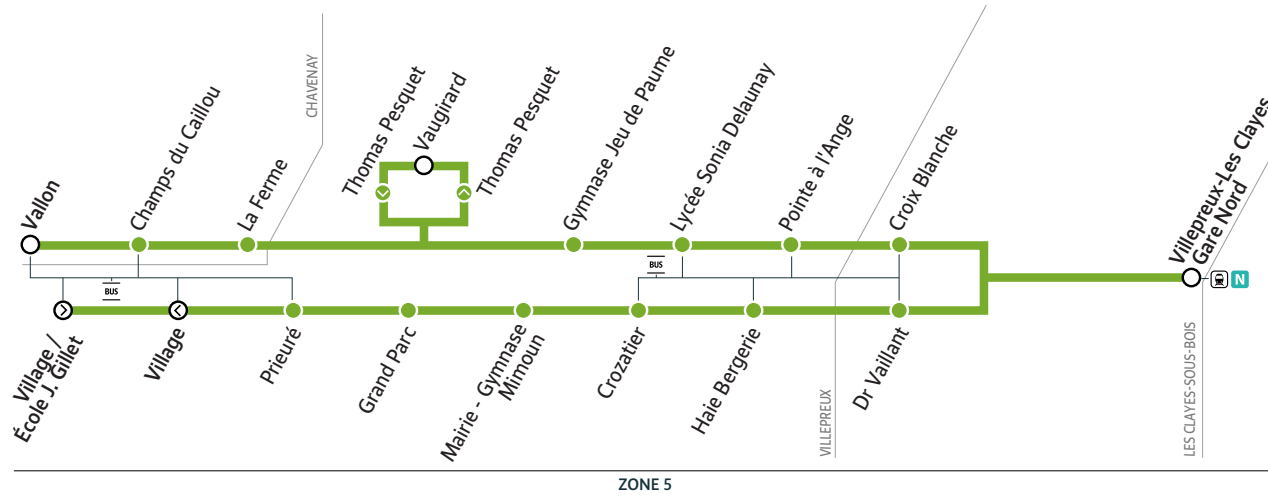 CHAVENAY
Vallon
Champs du Caillou
La Ferme
Thomas Pesquet
Vaugirard
Thomas Pesquet
Gymnase Jeu de Paume
Lycée Sonia Delaunay
Pointe à l'Ange
Croix Blanche
Villepreux-Les Clayes
Gare Nord
N
BUS
BUS
Village /
École J. Gillet
Village
Prieuré
Grand Parc
Mairie - Gymnase
Mimoun
Crozatier
Haie Bergerie
VILLEPREUX
Dr Vaillant
LES CLAYES-SOUS-BOIS
ZONE 5